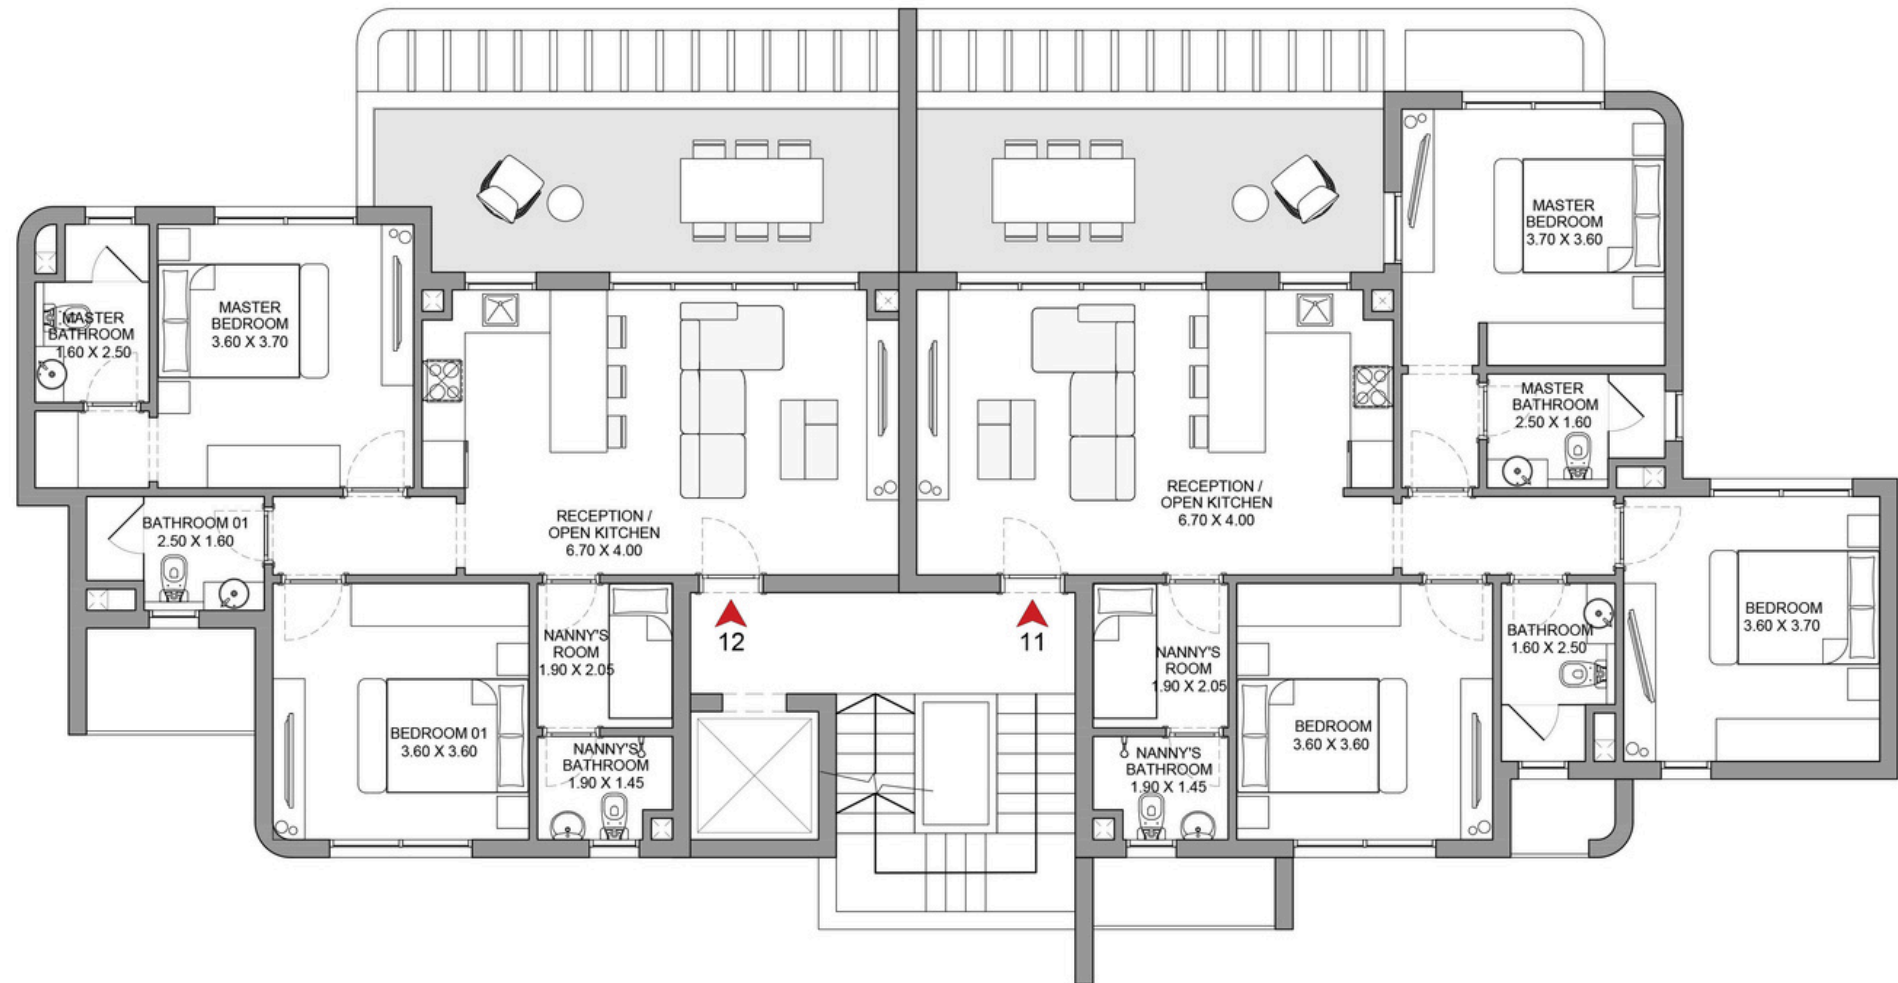 MASTER
BATHROOM
1.60 X 2.50
MASTER
BEDROOM
3.60 X 3.70
BATHROOM 01
2.50 X 1.60
RECEPTION /
OPEN KITCHEN
6.70 X 4.00
BEDROOM 01
3.60 X 3.60
NANNY'S
ROOM
1.90 X 2.05
NANNY'S
BATHROOM
1.90 X 1.45
12
11
RECEPTION /
OPEN KITCHEN
6.70 X 4.00
MASTER
BEDROOM
3.70 X 3.60
MASTER
BATHROOM
2.50 X 1.60
NANNY'S
ROOM
1.90 X 2.05
NANNY'S
BATHROOM
1.90 X 1.45
BEDROOM
3.60 X 3.60
BATHROOM
1.60 X 2.50
BEDROOM
3.60 X 3.70